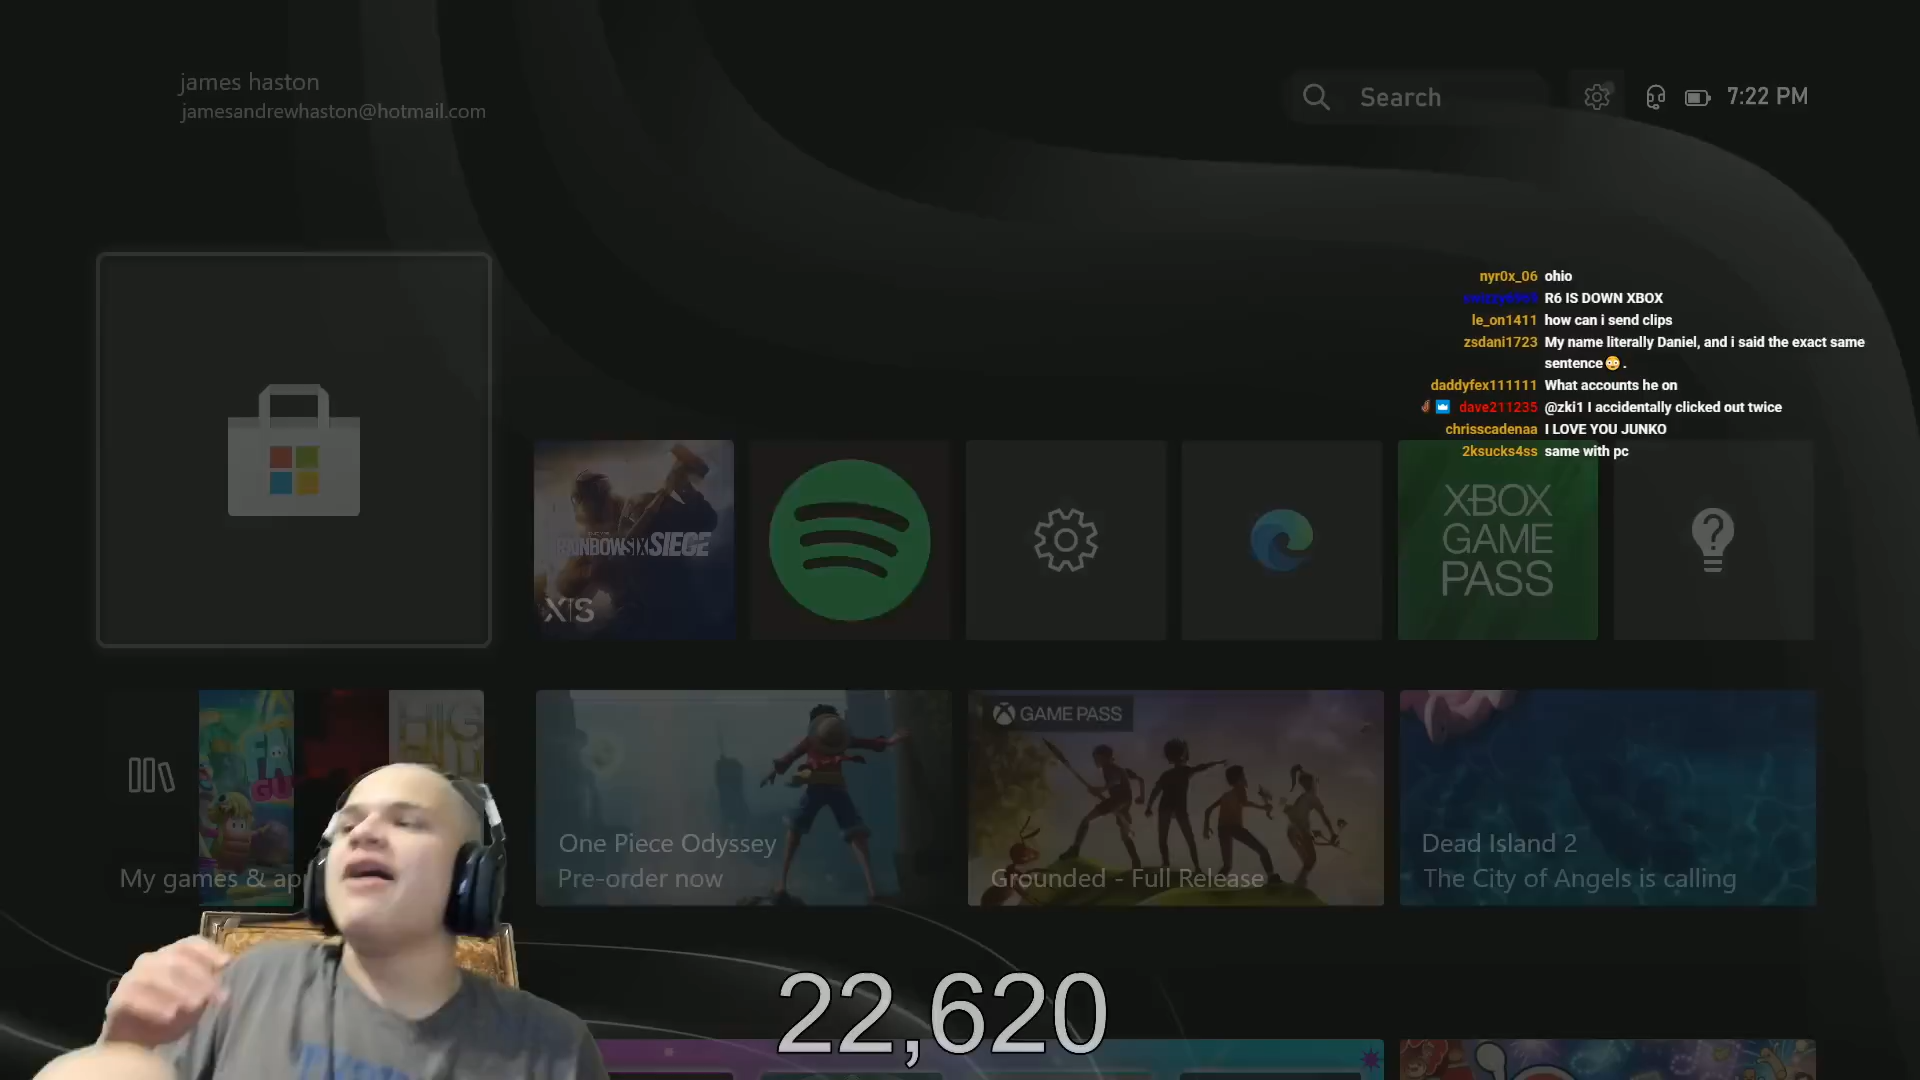 james haston
jamesandrewhaston@hotmail.com
Search
7:22 PM
nyr0x_06 ohio
R6 IS DOWN XBOX
le_on1411 how can i send clips
zsdani1723 My name literally Daniel, and i said the exact same
sentence😳.
daddyfex111111 What accounts he on
dave211235 @zki1 I accidentally clicked out twice
chrisscadenaa I LOVE YOU JUNKO
2ksucks4ss same with pc
RAINBOWSIX SIEGE
X|S
XBOX
GAME
PASS
My games & ap
One Piece Odyssey
Pre-order now
GAME PASS
Grounded - Full Release
Dead Island 2
The City of Angels is calling
22,620